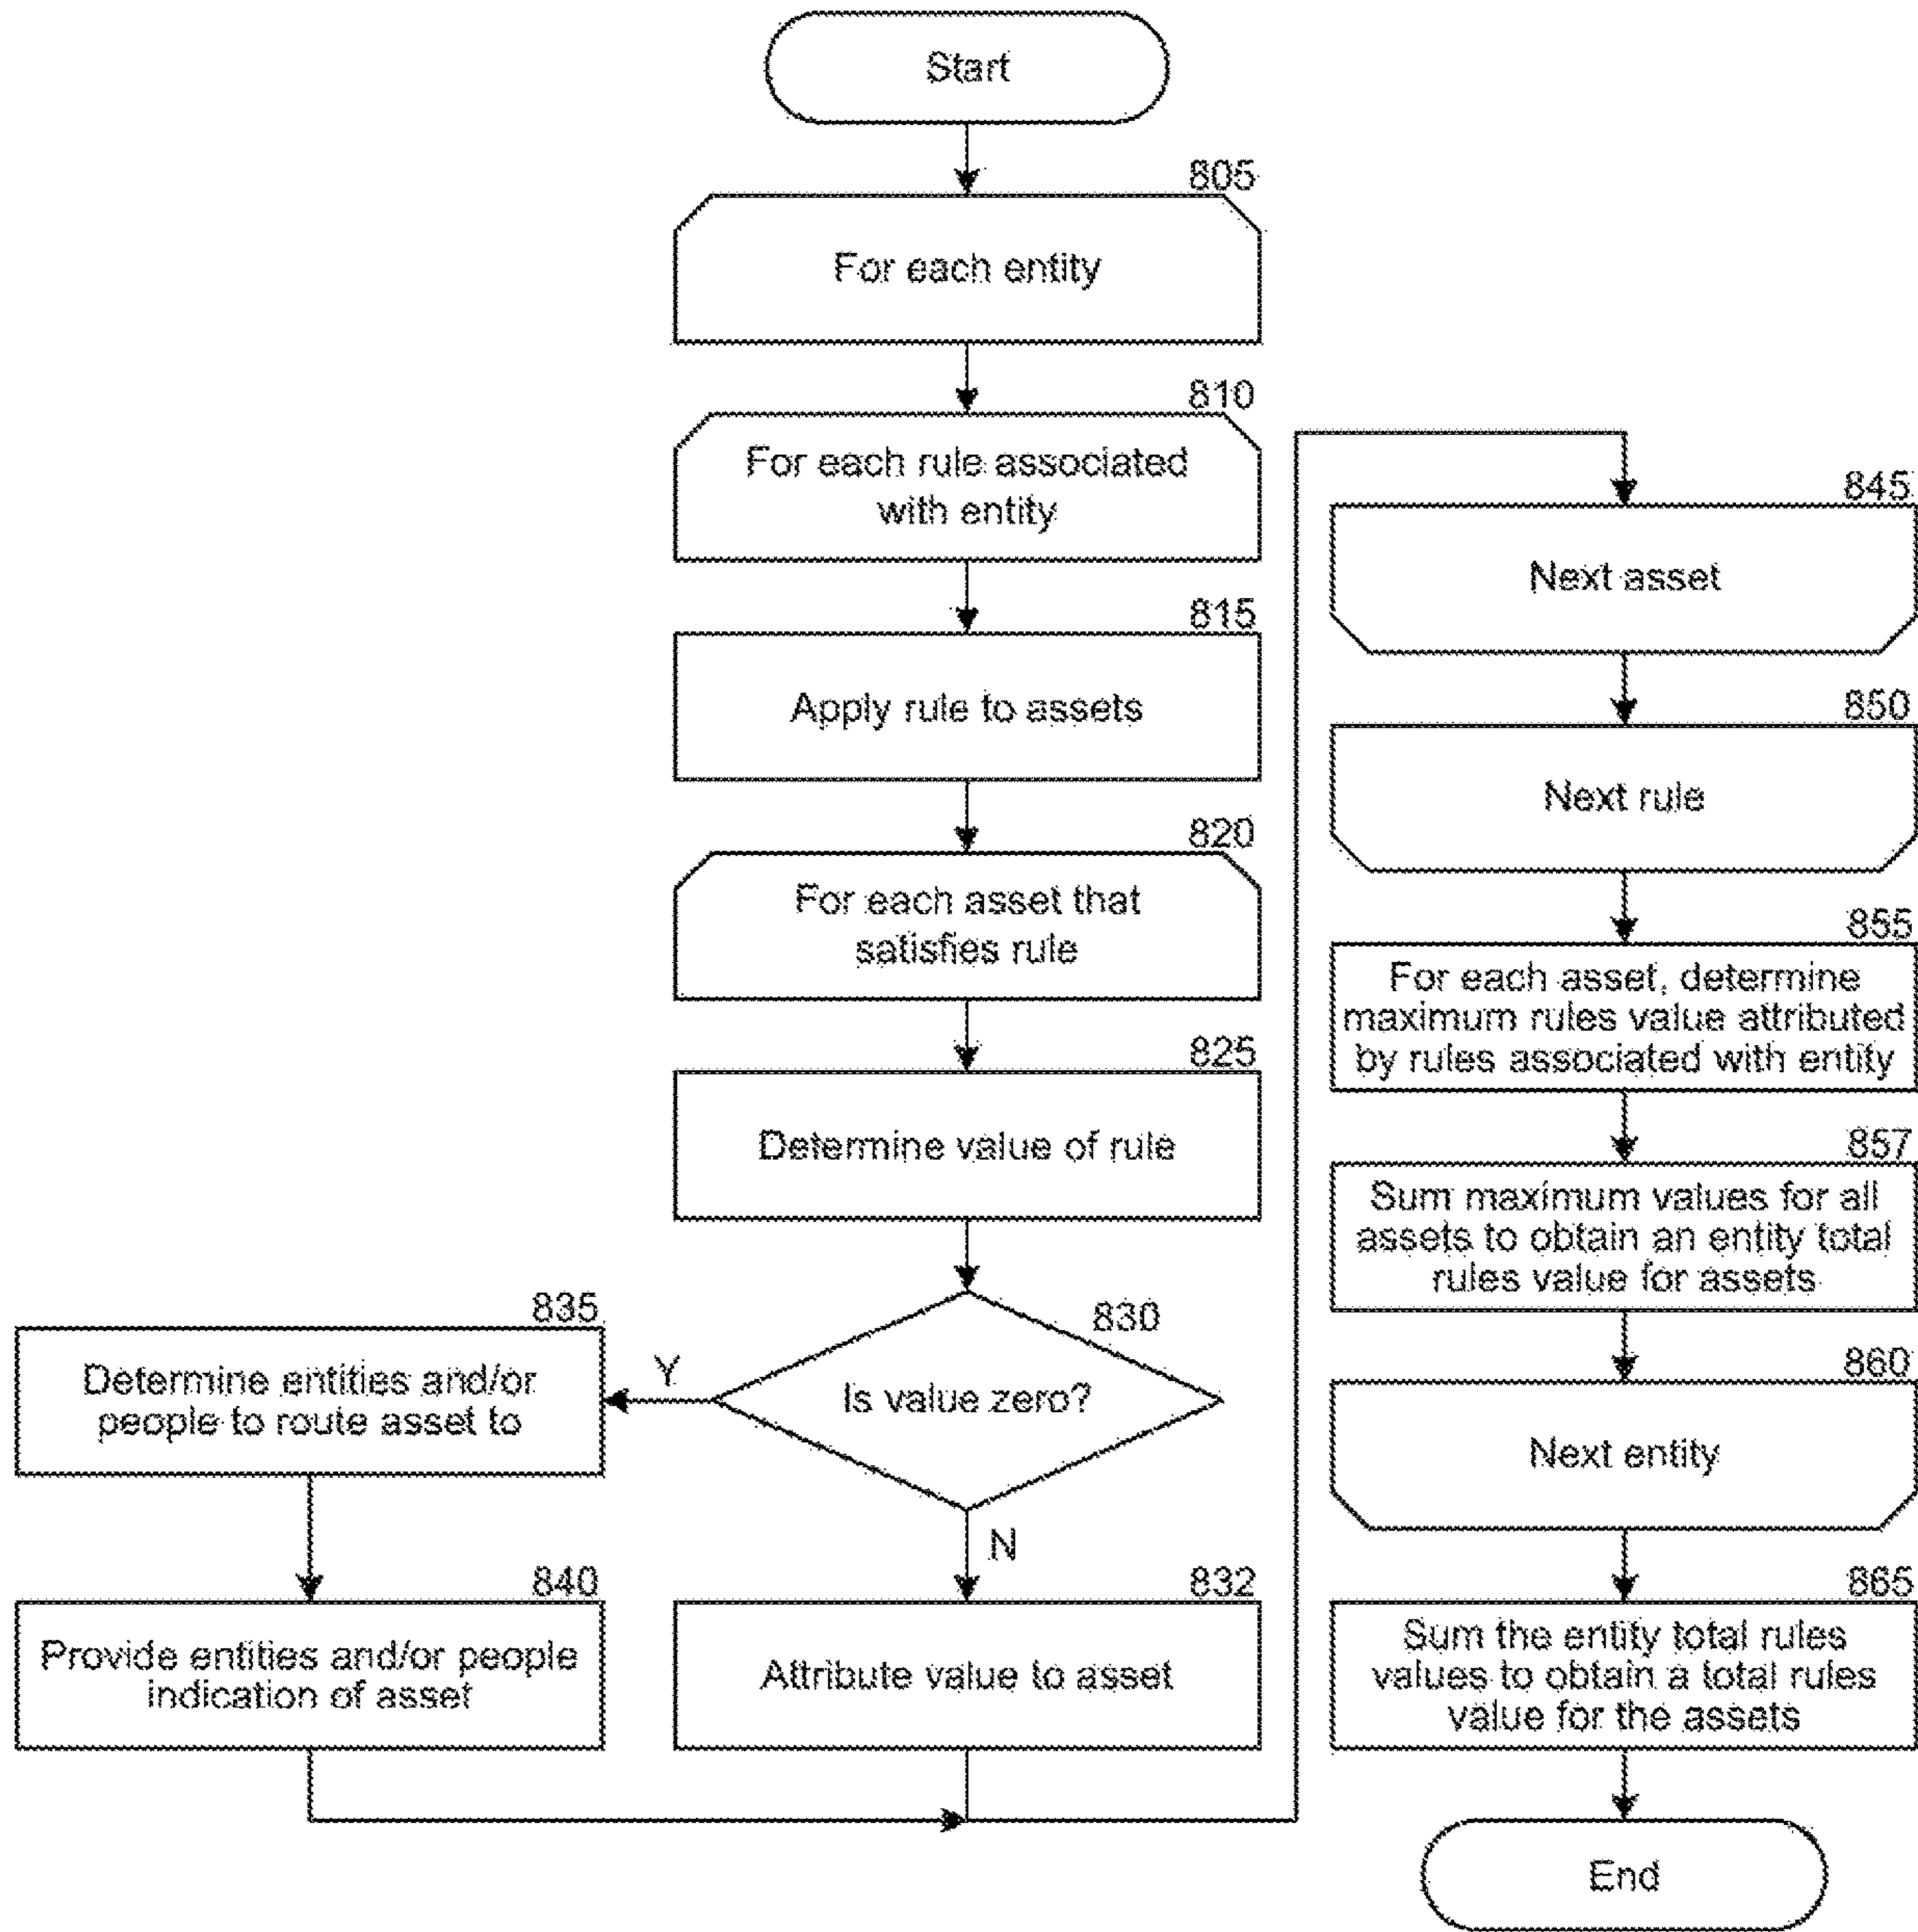 Start
805
For each entity
810
For each rule associated
with entity
815
Apply rule to assets
820
For each asset that
satisfies rule
825
Determine value of rule
830
Is value zero?
Y
N
835
Determine entities and/or
people to route asset to
840
Provide entities and/or people
indication of asset
832
Attribute value to asset
845
Next asset
850
Next rule
855
For each asset, determine
maximum rules value attributed
by rules associated with entity
857
Sum maximum values for all
assets to obtain an entity total
rules value for assets
860
Next entity
865
Sum the entity total rules
values to obtain a total rules
value for the assets
End